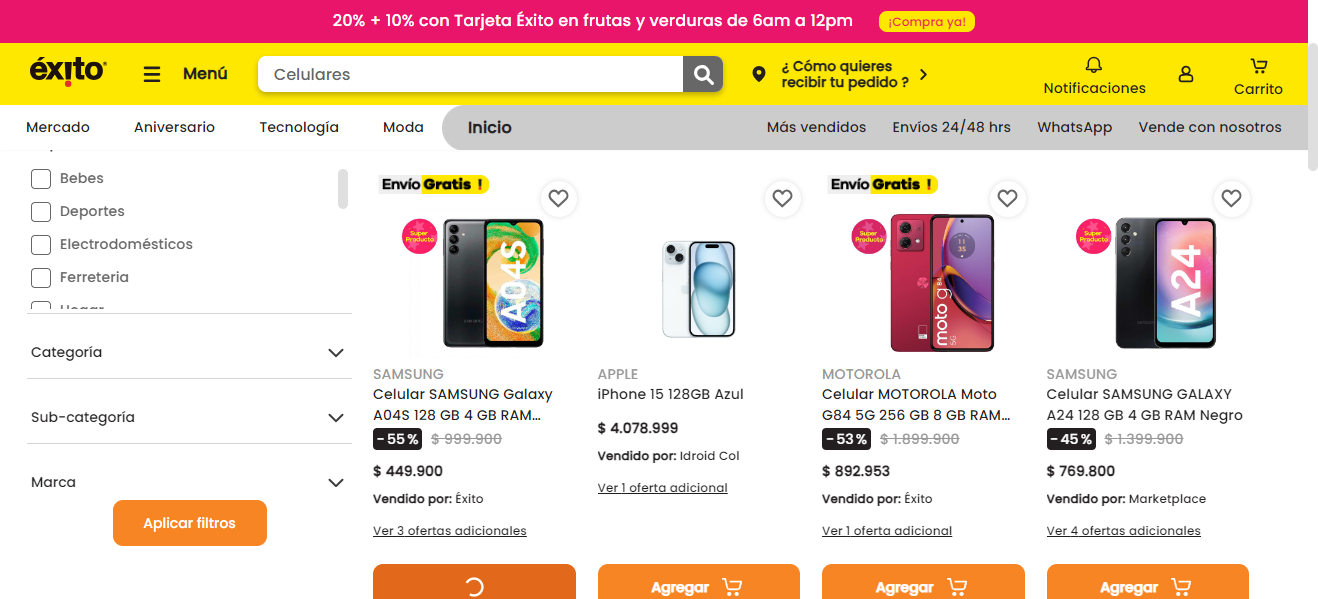 20% + 10% con Tarjeta Éxito en frutas y verduras de 6am a 12pm
¡Compra ya!
éxito
Menú
Celulares
¿ Cómo quieres
recibir tu pedido ?
Notificaciones
Carrito
Mercado
Aniversario
Tecnología
Moda
Inicio
Más vendidos
Envíos 24/48 hrs
WhatsApp
Vende con nosotros
Bebes
Deportes
Electrodomésticos
Ferreteria
Categoría
Sub-categoría
Marca
Aplicar filtros
Envío Gratis !
Super
Producto
A04S
SAMSUNG
Celular SAMSUNG Galaxy
A04S 128 GB 4 GB RAM...
-55% $ 999.900
$ 449.900
Vendido por: Éxito
Ver 3 ofertas adicionales
APPLE
iPhone 15 128GB Azul
$ 4.078.999
Vendido por: Idroid Col
Ver 1 oferta adicional
Agregar
Envío Gratis !
Super
Producto
11
35
moto g84
5G
MOTOROLA
Celular MOTOROLA Moto
G84 5G 256 GB 8 GB RAM...
-53% $ 1.899.900
$ 892.953
Vendido por: Éxito
Ver 1 oferta adicional
Agregar
Super
Producto
A24
SAMSUNG
Celular SAMSUNG GALAXY
A24 128 GB 4 GB RAM Negro
-45% $ 1.399.900
$ 769.800
Vendido por: Marketplace
Ver 4 ofertas adicionales
Agregar